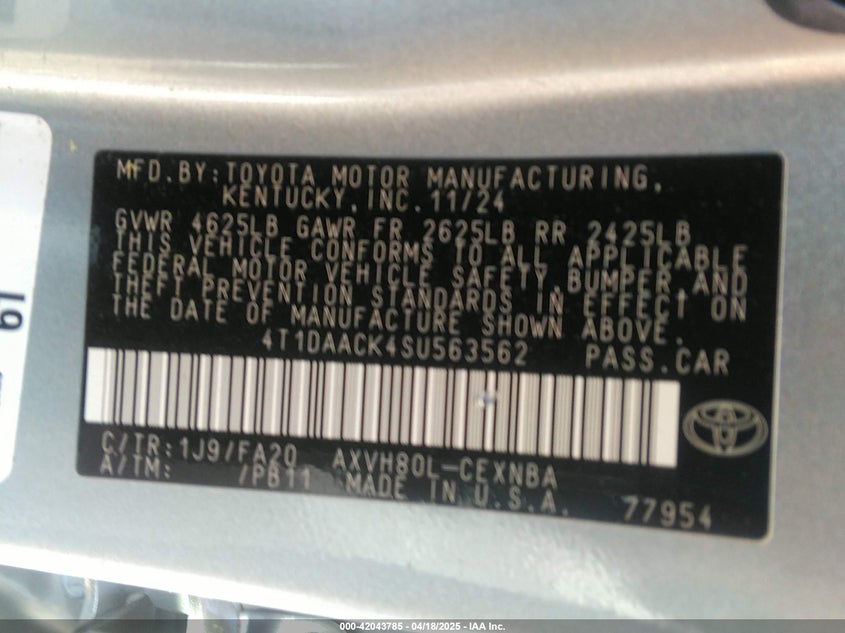 MFD.BY:TOYOTA MOTOR MANUFACTURING,
KENTUCKY,INC.11/24
GVWR 4625LB GAWR FR 2625LB RR 2425LB
THIS VEHICLE CONFORMS TO ALL APPLICABLE
FEDERAL MOTOR VEHICLE SAFETY,BUMPER,AND
THEFT PREVENTION STANDARDS IN EFFECT ON
THE DATE OF MANUFACTURE SHOWN ABOVE.
4T1DAACK4SU563562 PASS.CAR
C/TR:1J9/FA20 AXVH80L-CEXNBA
A/TM: /PB11 MADE IN U.S.A. 77954
000-42043785 - 04/18/2025 - IAA Inc.